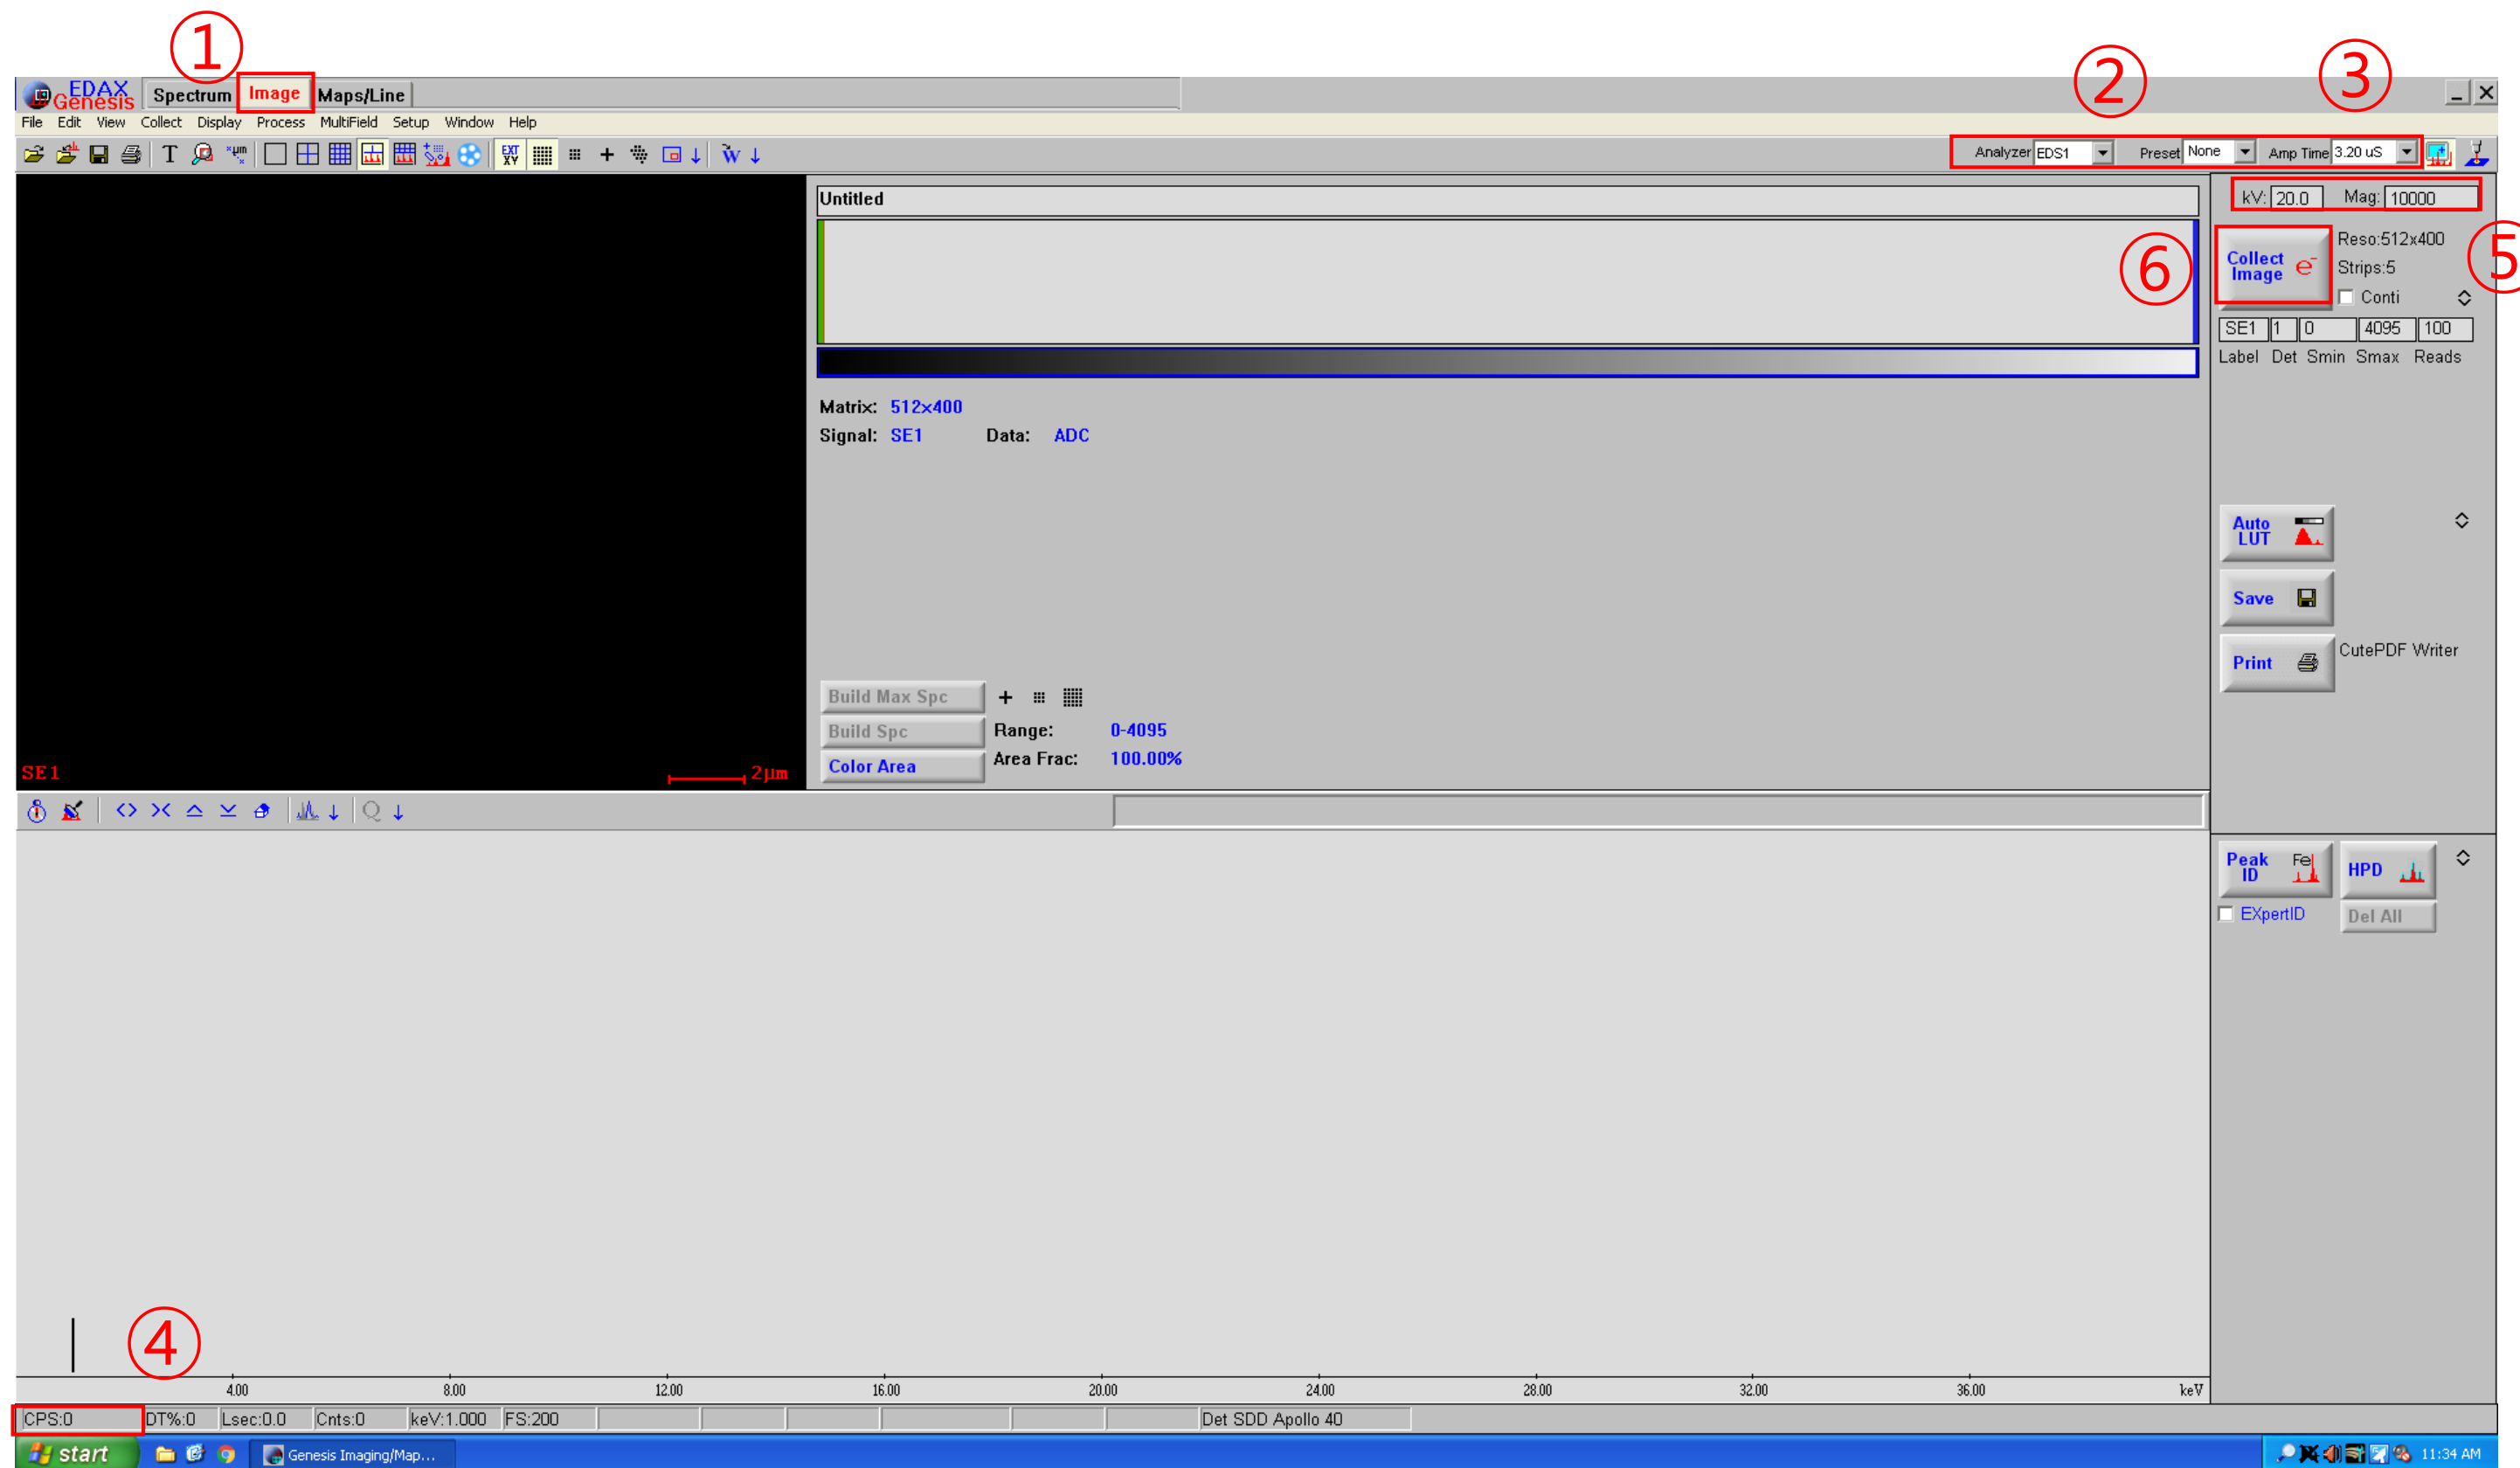 ①
②
③
EDAX
Genesis
Spectrum Image Maps/Line
File Edit View Collect Display Process MultiField Setup Window Help
T EXT XY W Analyzer EDS1 Preset None Amp Time 3.20 uS
Untitled
kV: 20.0 Mag: 10000
⑥
Collect Image e-
Reso:512x400
⑤
Strips:5
Conti
SE1 1 0 4095 100
Label Det Smin Smax Reads
Matrix: 512x400
Signal: SE1 Data: ADC
Auto LUT
Save
Print CutePDF Writer
Build Max Spc
Build Spc Range: 0-4095
Color Area Area Frac: 100.00%
SE1 2µm
Q
Peak ID Fe HPD
EXpertID Del All
④
4.00 8.00 12.00 16.00 20.00 24.00 28.00 32.00 36.00 keV
CPS:0 DT%:0 Lsec:0.0 Cnts:0 keV:1.000 FS:200 Det SDD Apollo 40
start Genesis Imaging/Map... 11:34 AM